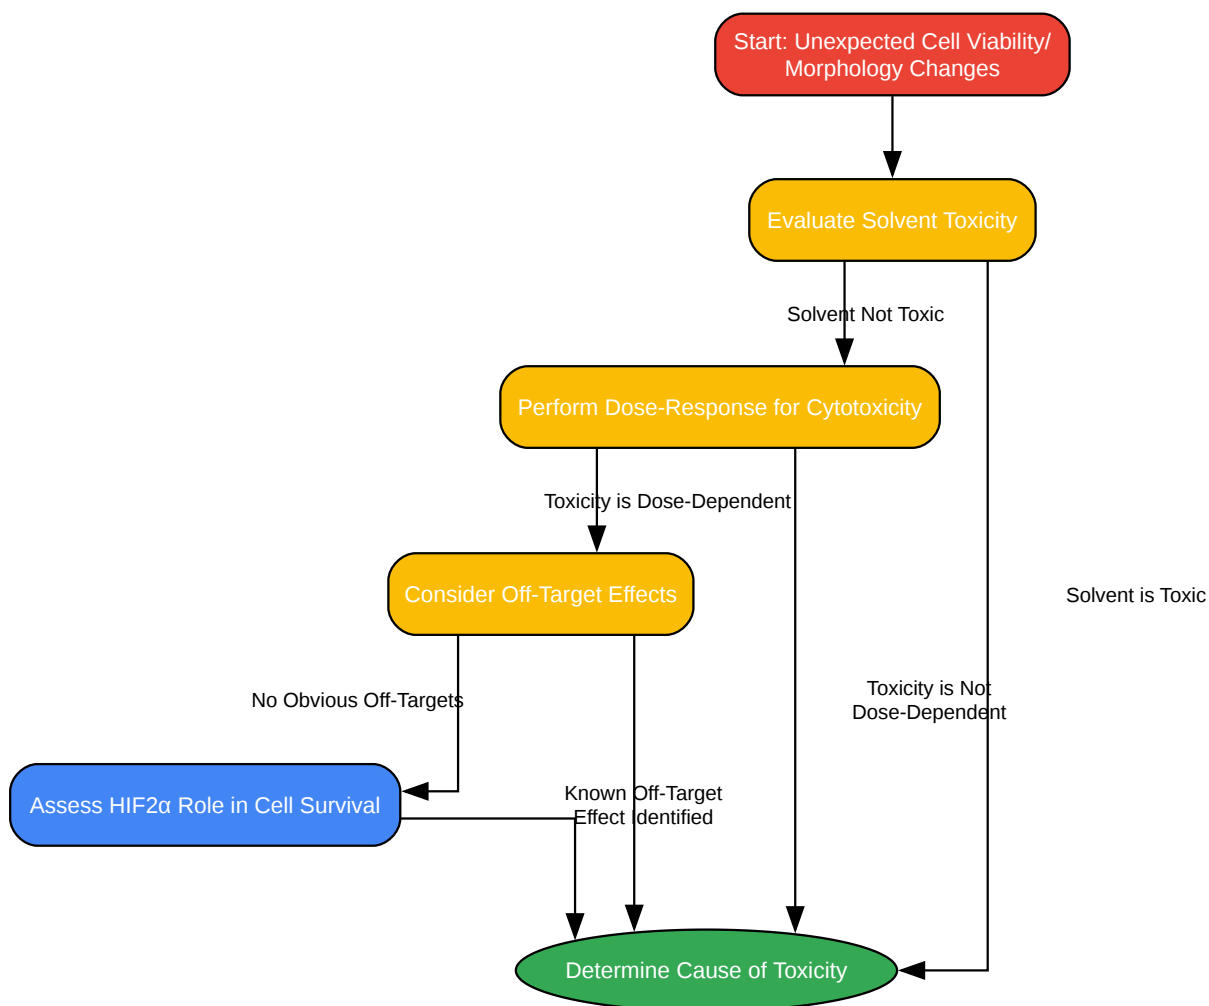 Start: Unexpected Cell Viability/
Morphology Changes
Evaluate Solvent Toxicity
Solvent Not Toxic
Perform Dose-Response for Cytotoxicity
Toxicity is Dose-Dependent
Consider Off-Target Effects
Solvent is Toxic
Toxicity is Not
Dose-Dependent
No Obvious Off-Targets
Assess HIF2α Role in Cell Survival
Known Off-Target
Effect Identified
Determine Cause of Toxicity